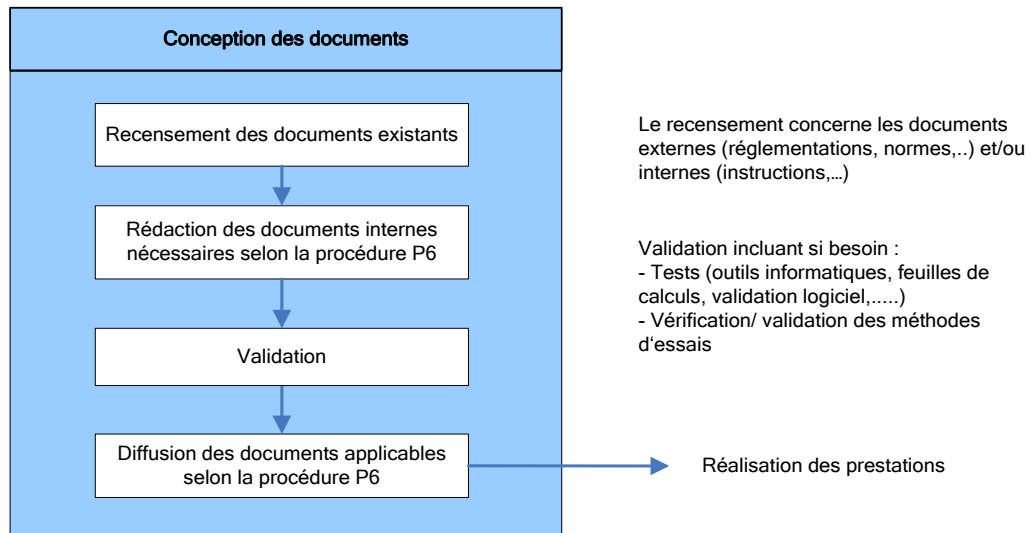 Conception des documents
Recensement des documents existants
Le recensement concerne les documents
externes (réglementations, normes,..) et/ou
internes (instructions,...)
Rédaction des documents internes
nécessaires selon la procédure P6
Validation incluant si besoin :
- Tests (outils informatiques, feuilles de
calculs, validation logiciel,.....)
- Vérification/ validation des méthodes
d'essais
Validation
Diffusion des documents applicables
selon la procédure P6
Réalisation des prestations